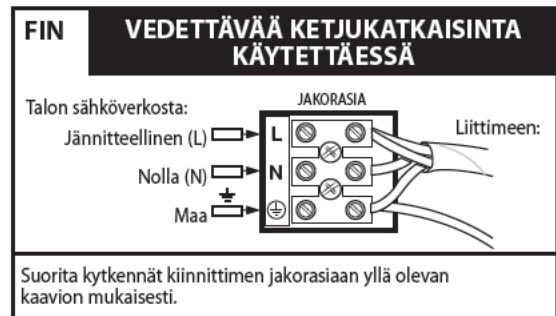 FIN
VEDETTÄVÄÄ KETJUKATKAISINTA
KÄYTETTÄESSÄ
Talon sähköverkosta:
JAKORASIA
Jännitteellinen (L)
L
Liittimeen:
Nolla (N)
N
Maa
Suorita kytkennät kiinnittimen jakorasiaan yllä olevan
kaavion mukaisesti.